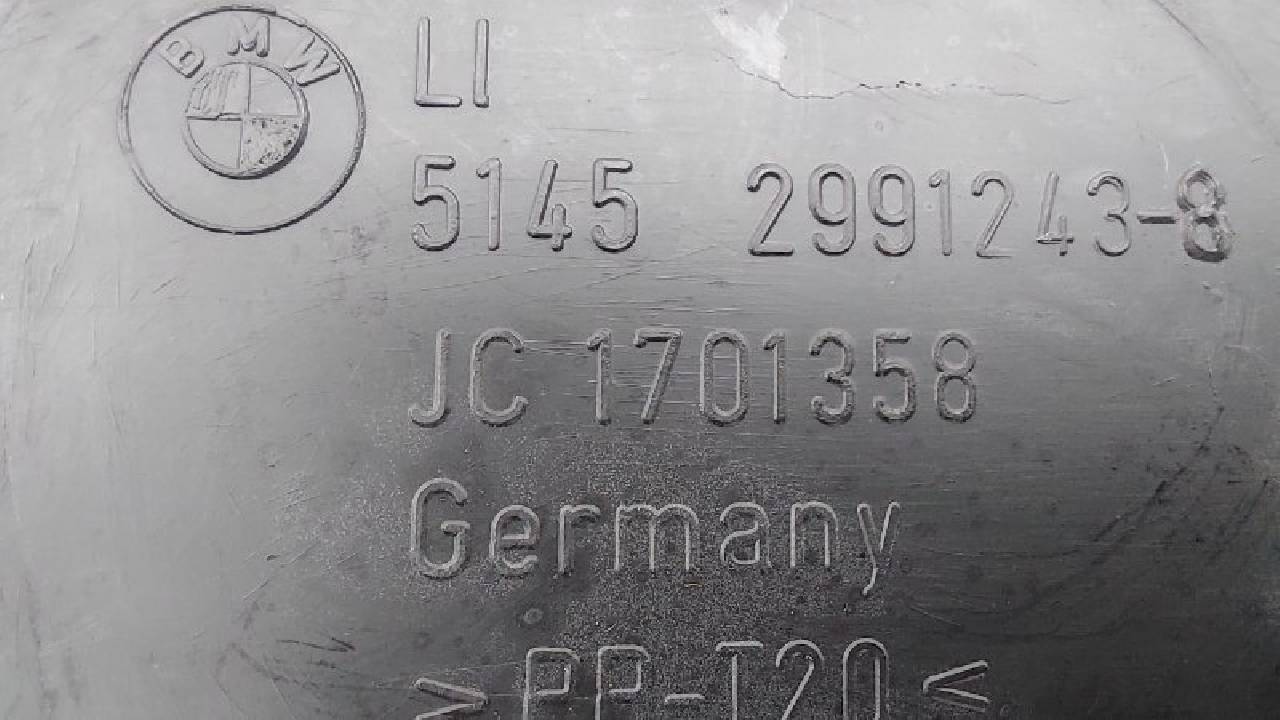 BMW
LI
5145 2991243-8
JC 1701358
Germany
>PP-T20<